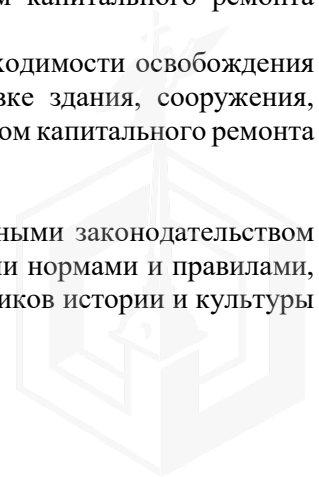 м капитального ремонта
ходимости освобождения
вке здания, сооружения,
ом капитального ремонта
ными законодательством
и нормами и правилами,
иков истории и культуры